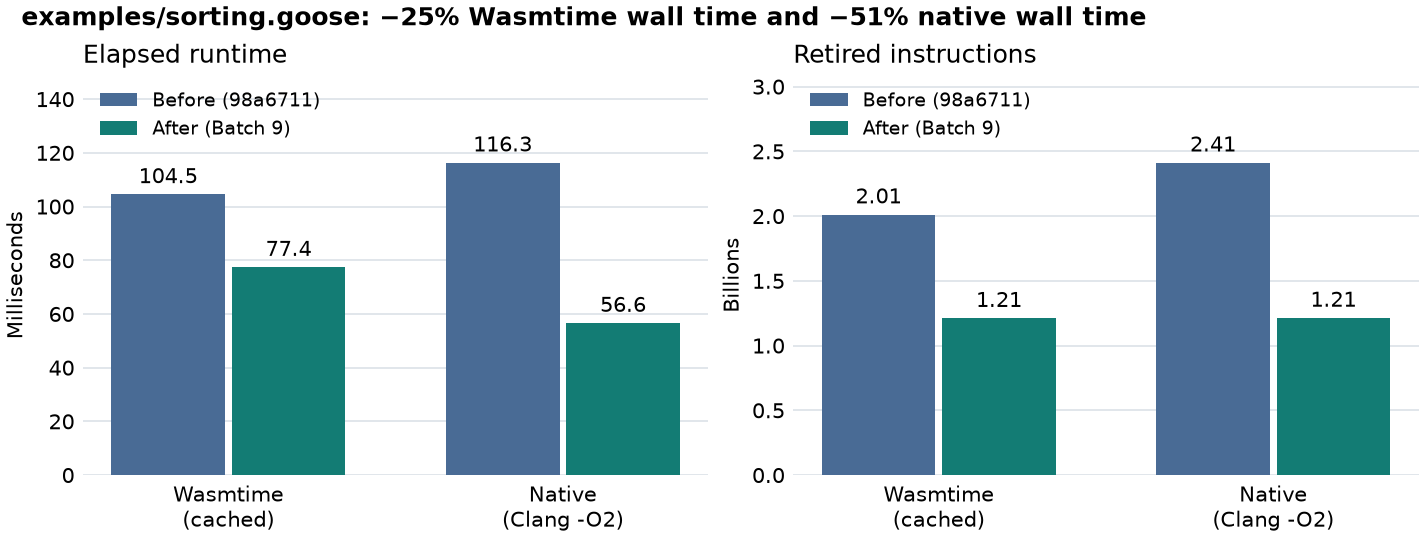 examples/sorting.goose: −25% Wasmtime wall time and −51% native wall time
Elapsed runtime
Before (98a6711)
After (Batch 9)
Milliseconds
140
120
100
80
60
40
20
0
104.5
77.4
116.3
56.6
Wasmtime
(cached)
Native
(Clang -O2)
Retired instructions
Before (98a6711)
After (Batch 9)
Billions
3.0
2.5
2.0
1.5
1.0
0.5
0.0
2.01
1.21
2.41
1.21
Wasmtime
(cached)
Native
(Clang -O2)